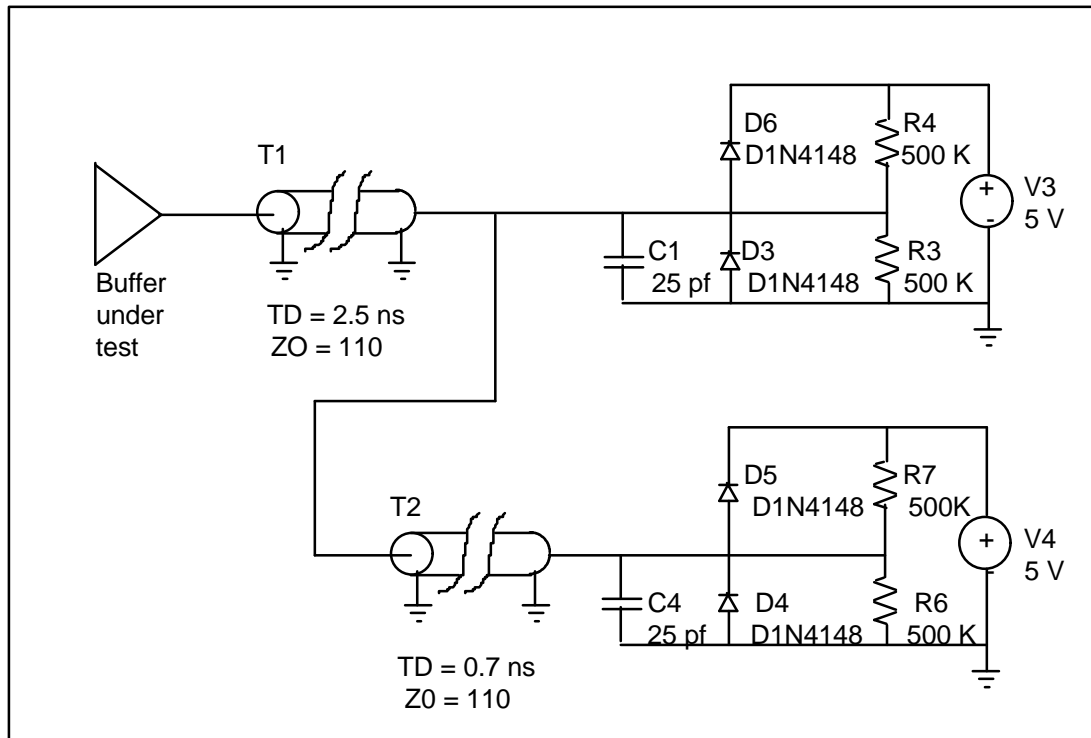 T1
Buffer
under
test
TD = 2.5 ns
ZO = 110
C1
25 pf
D6
D1N4148
D3
D1N4148
R4
500 K
R3
500 K
V3
5 V
+
-
T2
TD = 0.7 ns
Z0 = 110
C4
25 pf
D5
D1N4148
D4
D1N4148
R7
500K
R6
500 K
V4
5 V
+
-